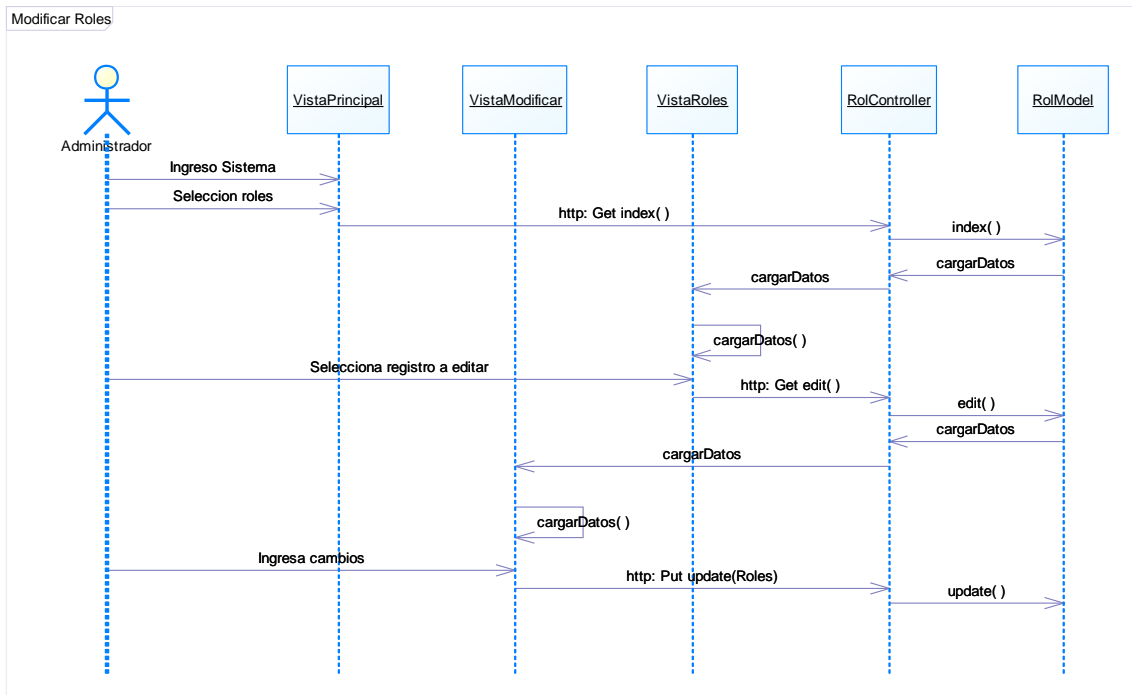 Modificar Roles
VistaPrincipal
VistaModificar
VistaRoles
RolController
RolModel
Administrador
Ingreso Sistema
Seleccion roles
http: Get index( )
index( )
cargarDatos
cargarDatos
cargarDatos( )
Selecciona registro a editar
http: Get edit( )
edit( )
cargarDatos
cargarDatos
cargarDatos( )
Ingresa cambios
http: Put update(Roles)
update( )